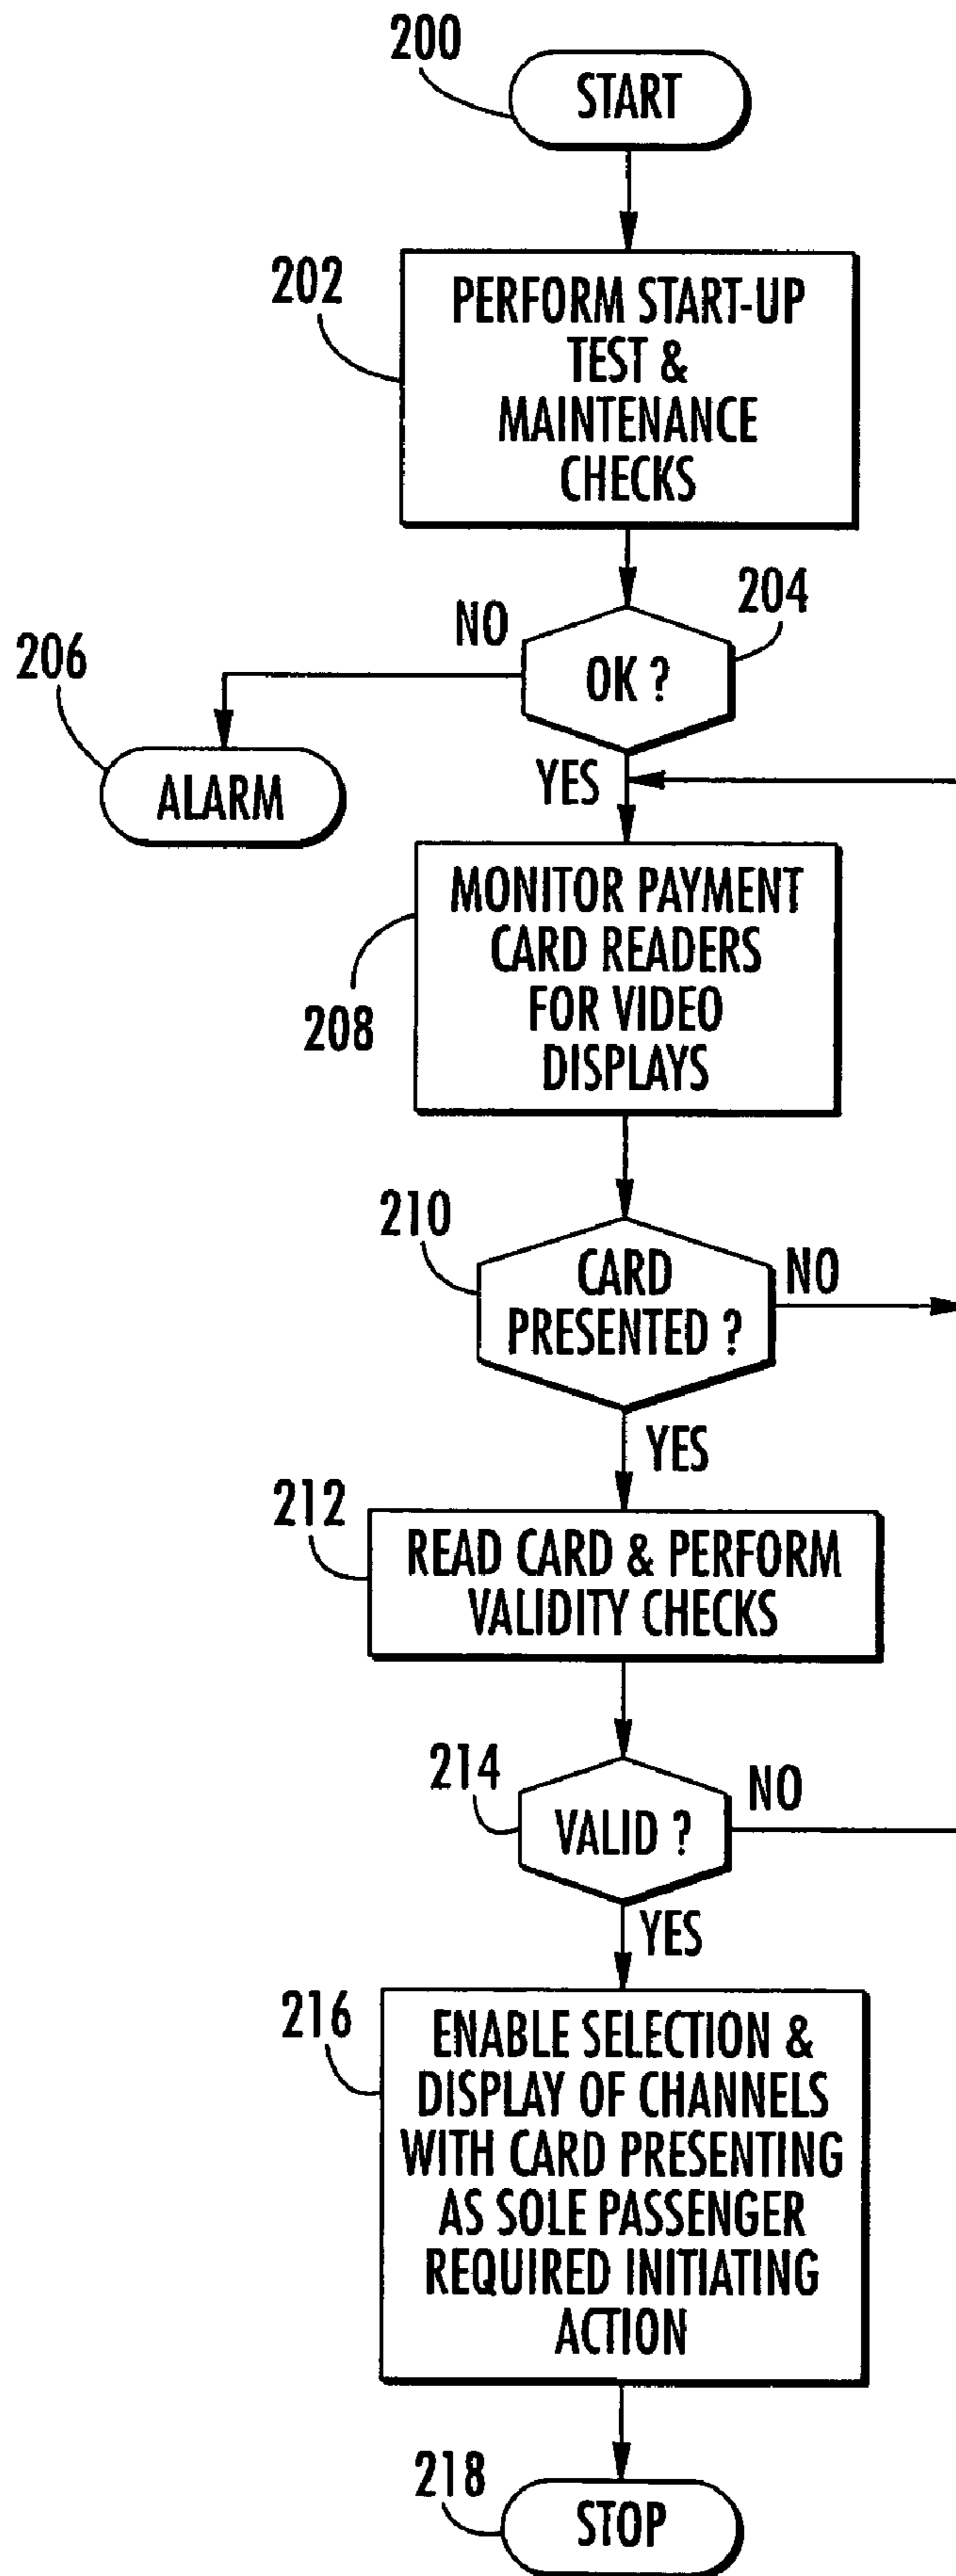 200
START
202
PERFORM START-UP
TEST &
MAINTENANCE
CHECKS
204
NO
OK ?
206
YES
ALARM
MONITOR PAYMENT
CARD READERS
FOR VIDEO
DISPLAYS
208
210
CARD
PRESENTED ?
NO
YES
212
READ CARD & PERFORM
VALIDITY CHECKS
214
VALID ?
NO
YES
216
ENABLE SELECTION &
DISPLAY OF CHANNELS
WITH CARD PRESENTING
AS SOLE PASSENGER
REQUIRED INITIATING
ACTION
218
STOP